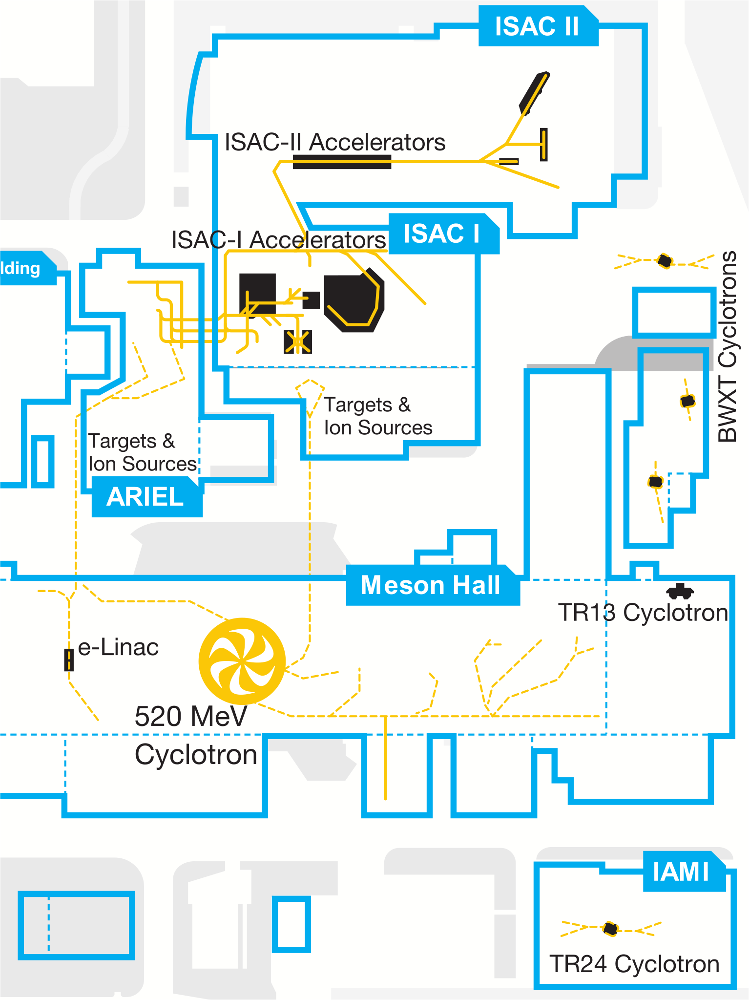 ISAC II
ISAC-II Accelerators
ISAC I
ISAC-I Accelerators
lding
BWXT Cyclotrons
Targets &
Ion Sources
Targets &
Ion Sources
ARIEL
Meson Hall
TR13 Cyclotron
e-Linac
520 MeV
Cyclotron
IAMI
TR24 Cyclotron